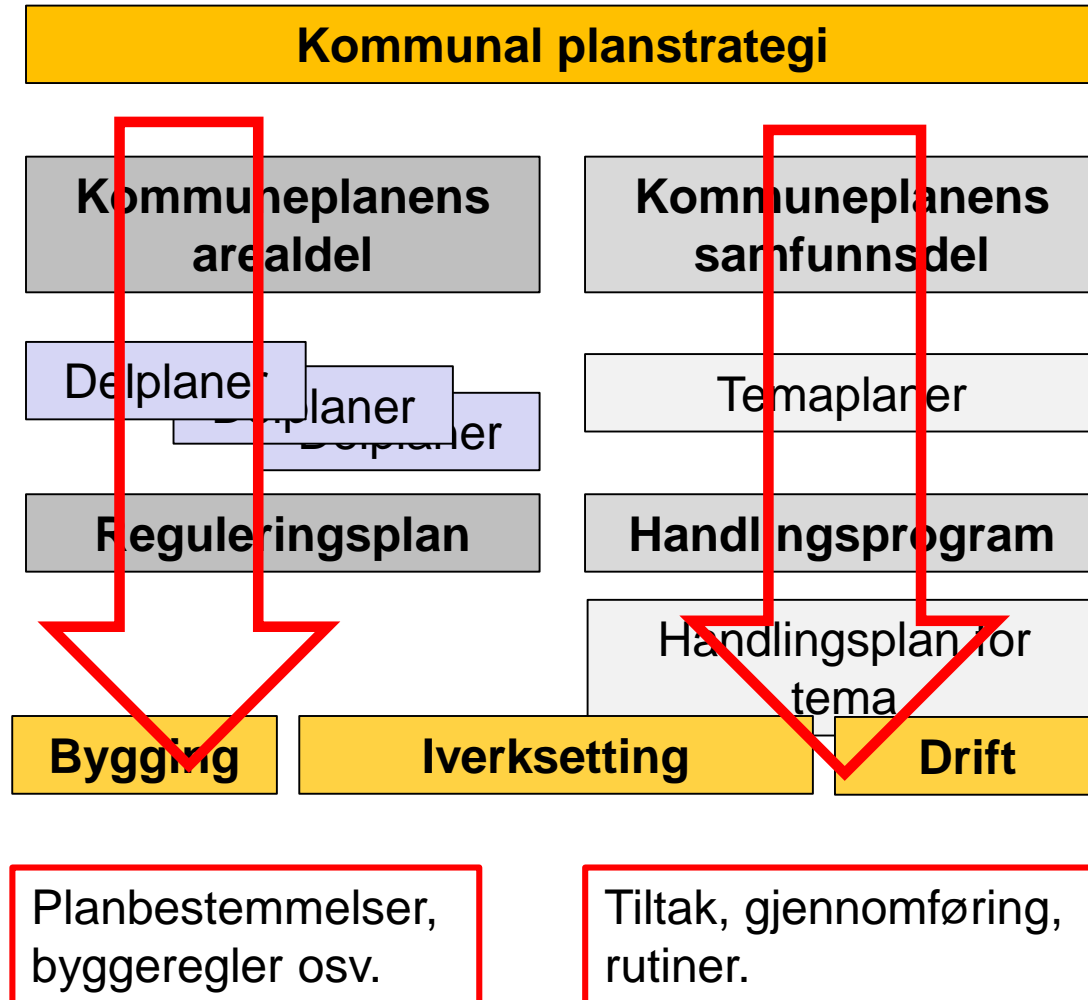 Kommunal planstrategi
Kommuneplanens
arealdel
Kommuneplanens
samfunnsdel
Delplaner
Delplaner
Delplaner
Temaplaner
Reguleringsplan
Handlingsprogram
Handlingsplan for
tema
Bygging
Iverksetting
Drift
Planbestemmelser,
byggeregler osv.
Tiltak, gjennomføring,
rutiner.